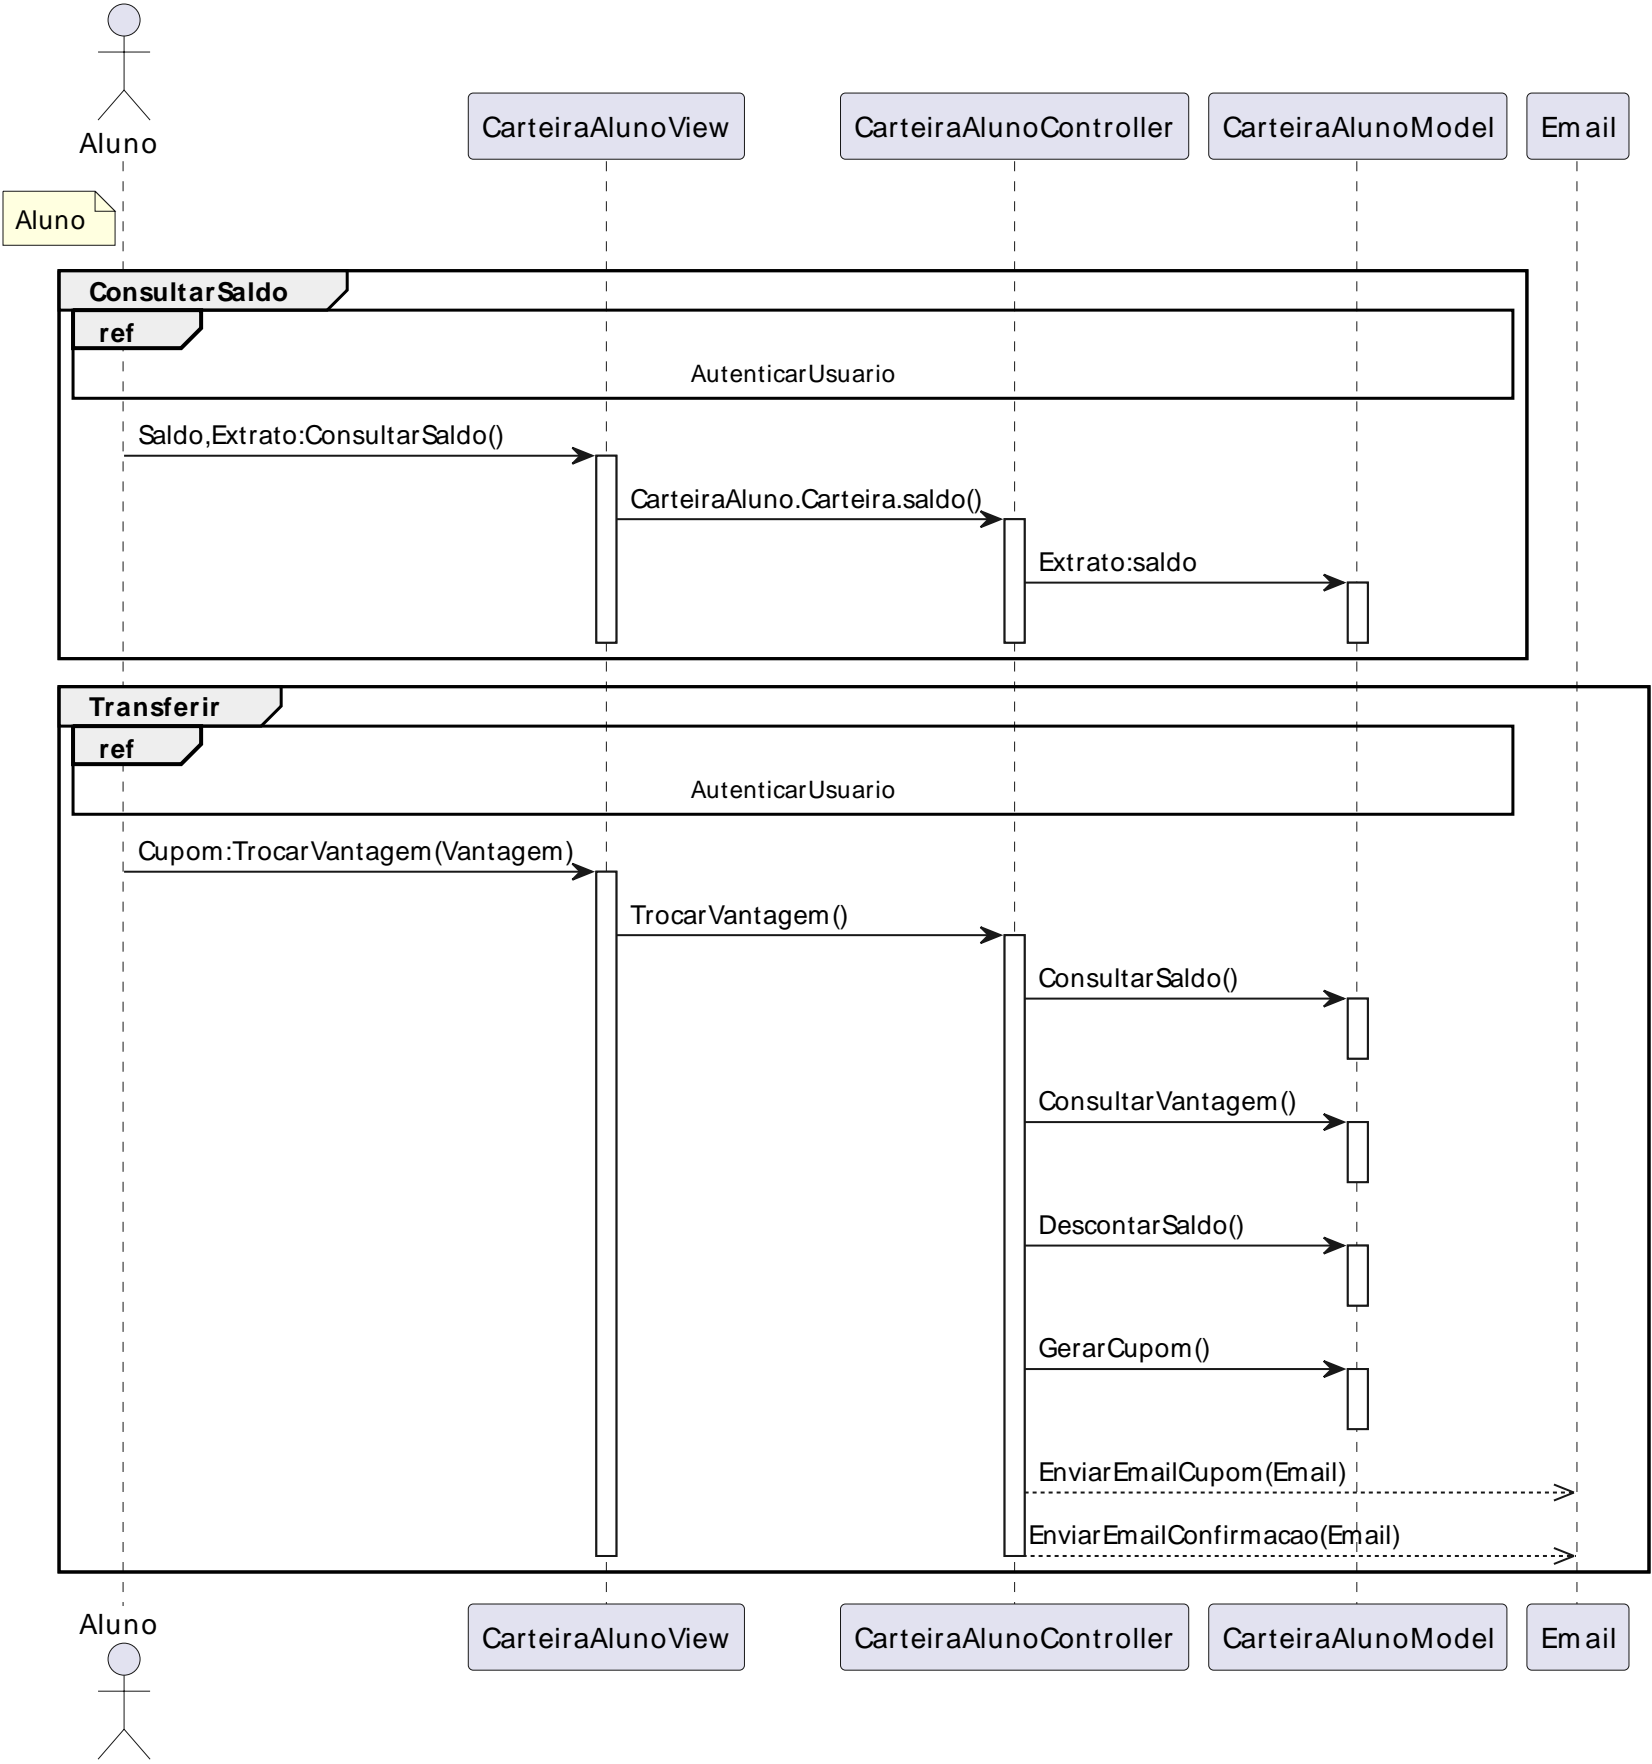 Aluno
CarteiraAlunoView
CarteiraAlunoController
CarteiraAlunoModel
Email
Aluno
ConsultarSaldo
ref
AutenticarUsuario
Saldo,Extrato:ConsultarSaldo()
CarteiraAluno.Carteira.saldo()
Extrato:saldo
Transferir
ref
AutenticarUsuario
Cupom:TrocarVantagem(Vantagem)
TrocarVantagem()
ConsultarSaldo()
ConsultarVantagem()
DescontarSaldo()
GerarCupom()
EnviarEmailCupom(Email)
EnviarEmailConfirmacao(Email)
Aluno
CarteiraAlunoView
CarteiraAlunoController
CarteiraAlunoModel
Email